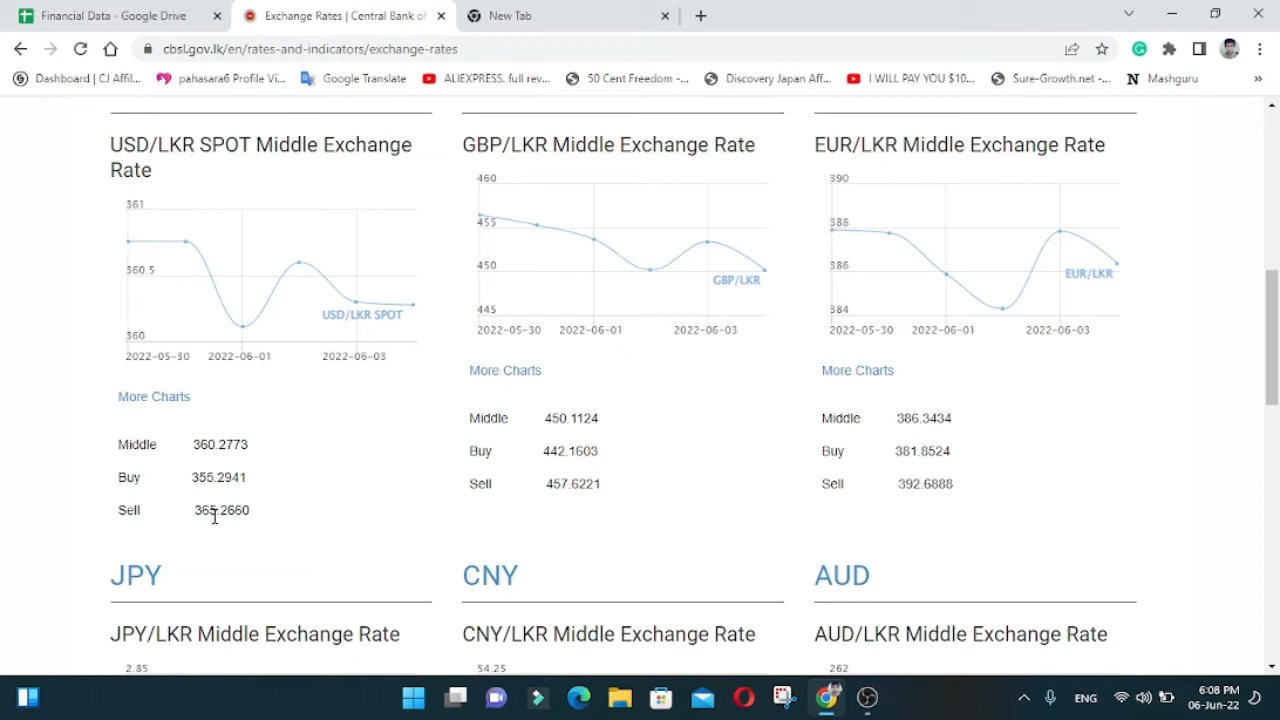 Financial Data - Google Drive
Exchange Rates | Central Bank of
New Tab
cbsl.gov.lk/en/rates-and-indicators/exchange-rates
Dashboard | CJ Affil...
pahasara6 Profile Vi...
Google Translate
ALIEXPRESS. full rev...
50 Cent Freedom -...
Discovery Japan Aff...
I WILL PAY YOU $10...
Sure-Growth.net -...
Mashguru
USD/LKR SPOT Middle Exchange
Rate
361
360.5
360
USD/LKR SPOT
2022-05-30 2022-06-01 2022-06-03
More Charts
Middle 360.2773
Buy 355.2941
Sell 365.2660
GBP/LKR Middle Exchange Rate
460
455
450
445
GBP/LKR
2022-05-30 2022-06-01 2022-06-03
More Charts
Middle 450.1124
Buy 442.1603
Sell 457.6221
EUR/LKR Middle Exchange Rate
390
388
386
384
EUR/LKR
2022-05-30 2022-06-01 2022-06-03
More Charts
Middle 386.3434
Buy 381.8524
Sell 392.6888
JPY
JPY/LKR Middle Exchange Rate
2.85
CNY
CNY/LKR Middle Exchange Rate
54.25
AUD
AUD/LKR Middle Exchange Rate
262
ENG
6:08 PM
06-Jun-22